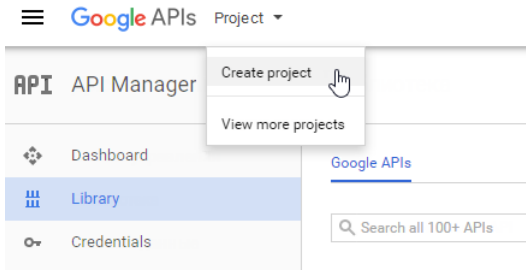 Google APIs Project
Create project
API API Manager
View more projects
Dashboard
Google APIs
Library
Search all 100+ APIs
Credentials